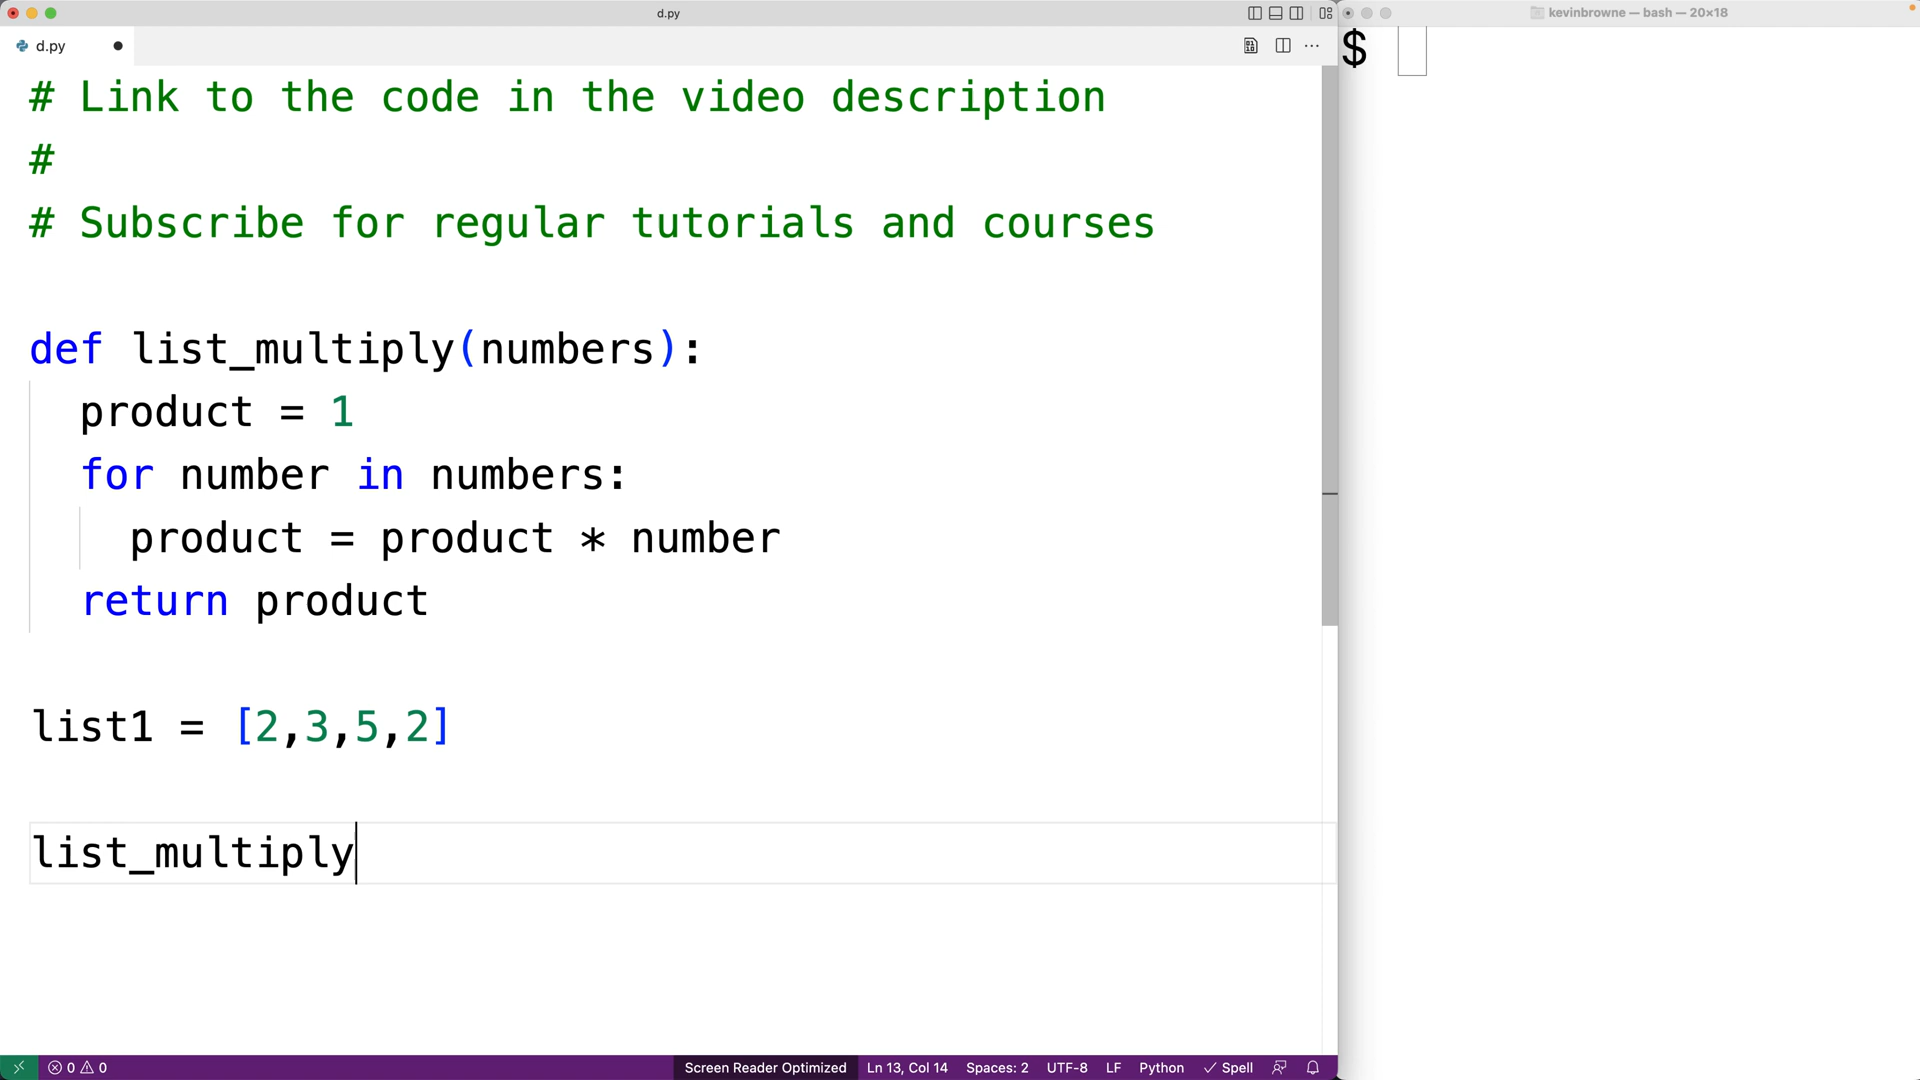 d.py
kevinbrowne — bash — 20×18
d.py
$
# Link to the code in the video description
#
# Subscribe for regular tutorials and courses
def list_multiply(numbers):
product = 1
for number in numbers:
product = product * number
return product
list1 = [2,3,5,2]
list_multiply
0 0
Screen Reader Optimized
Ln 13, Col 14
Spaces: 2
UTF-8
LF
Python
Spell